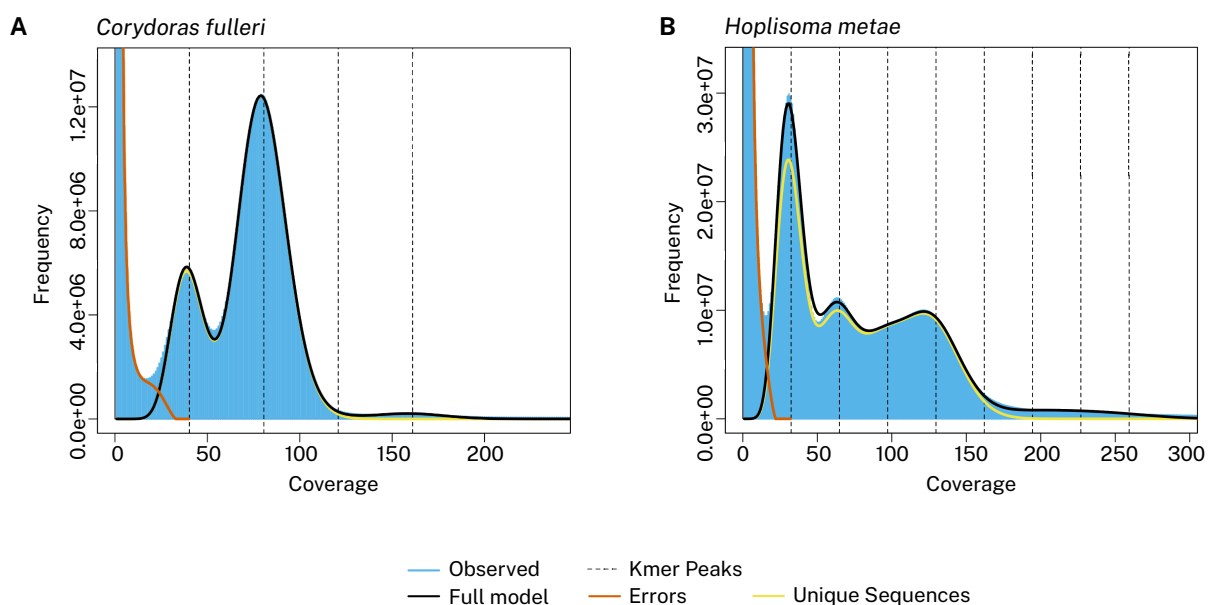 A
Corydoras fulleri
Frequency
0.0e+00
4.0e+06
8.0e+06
1.2e+07
0
50
100
150
200
Coverage
B
Hoplisoma metae
Frequency
0.0e+00
1.0e+07
2.0e+07
3.0e+07
0
50
100
150
200
250
300
Coverage
Observed
Kmer Peaks
Full model
Errors
Unique Sequences